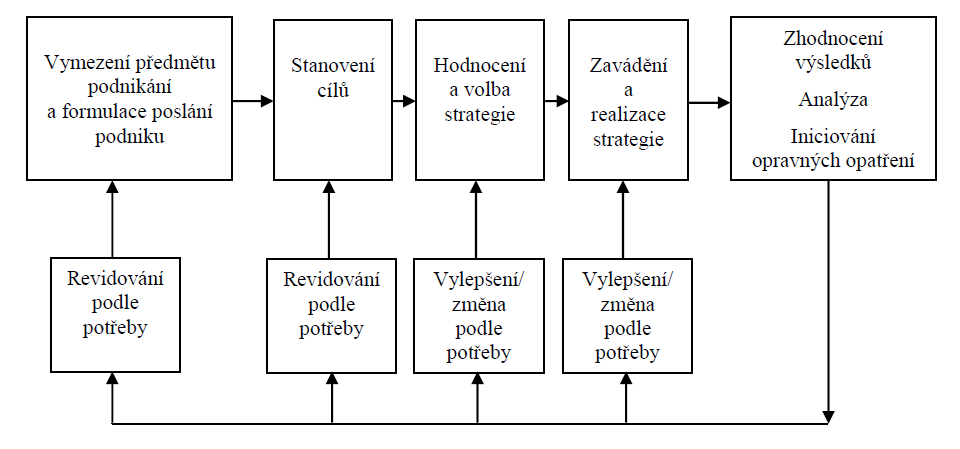 Vymezení předmětu
podnikání
a formulace poslání
podniku
Stanovení
cílů
Hodnocení
a volba
strategie
Zavádění
a
realizace
strategie
Zhodnocení
výsledků
Analýza
Iniciování
opravných opatření
Revidování
podle
potřeby
Revidování
podle
potřeby
Vylepšení/
změna
podle
potřeby
Vylepšení/
změna
podle
potřeby